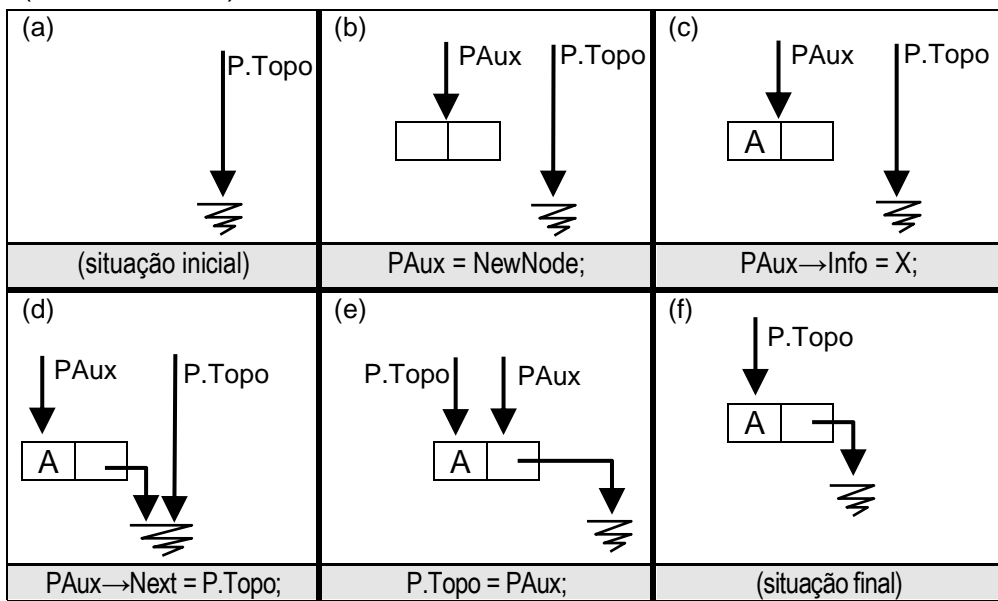 (a)
P.Topo
(situação inicial)
(b)
PAux P.Topo
PAux = NewNode;
(c)
PAux P.Topo
A
PAux→Info = X;
(d)
PAux P.Topo
A
PAux→Next = P.Topo;
(e)
P.Topo PAux
A
P.Topo = PAux;
(f)
P.Topo
A
(situação final)